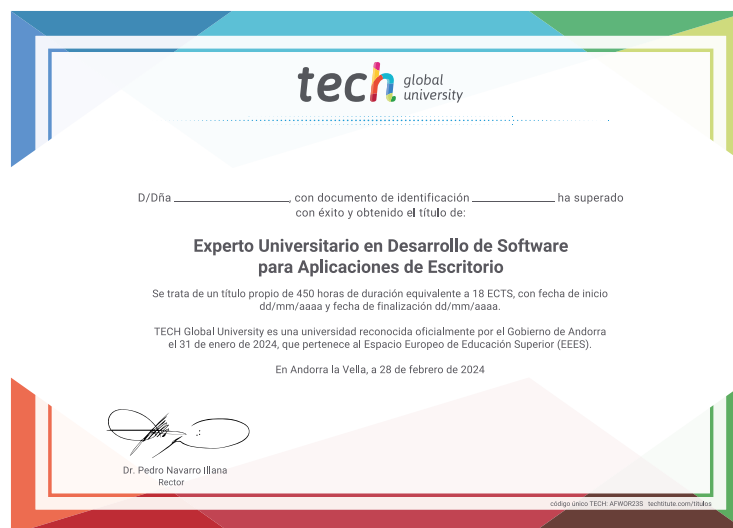 tech global university
D/Dña ____________, con documento de identificación ____________ ha superado
con éxito y obtenido el título de:
Experto Universitario en Desarrollo de Software
para Aplicaciones de Escritorio
Se trata de un título propio de 450 horas de duración equivalente a 18 ECTS, con fecha de inicio
dd/mm/aaaa y fecha de finalización dd/mm/aaaa.
TECH Global University es una universidad reconocida oficialmente por el Gobierno de Andorra
el 31 de enero de 2024, que pertenece al Espacio Europeo de Educación Superior (EEES).
En Andorra la Vella, a 28 de febrero de 2024
Dr. Pedro Navarro Illana
Rector
código único TECH: AFWOR23S techtitute.com/titulos